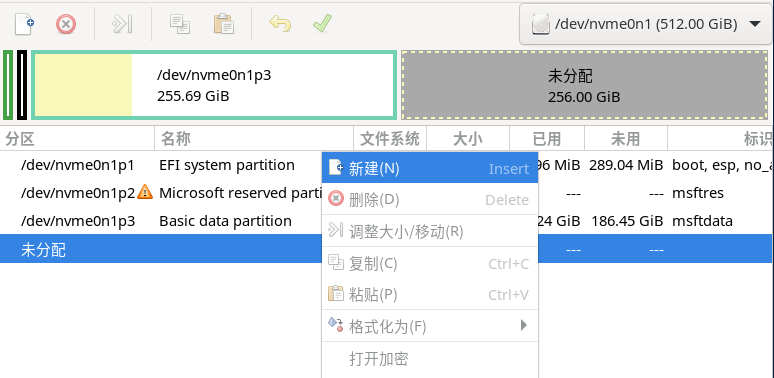 /dev/nvme0n1 (512.00 GiB)
/dev/nvme0n1p3
255.69 GiB
未分配
256.00 GiB
分区 名称 文件系统 大小 已用 未用 标识
/dev/nvme0n1p1 EFI system partition 96 MiB 289.04 MiB boot, esp, no_a
/dev/nvme0n1p2 Microsoft reserved parti --- --- msftres
/dev/nvme0n1p3 Basic data partition 24 GiB 186.45 GiB msftdata
未分配 --- ---
新建(N) Insert
删除(D) Delete
调整大小/移动(R)
复制(C) Ctrl+C
粘贴(P) Ctrl+V
格式化为(F)
打开加密